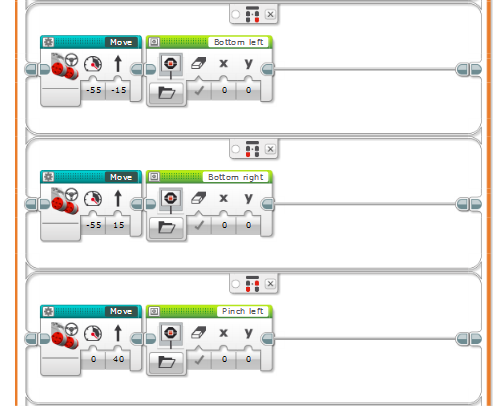 Move Bottom left
x y
-55 -15 0 0
Move Bottom right
x y
-55 15 0 0
Move Pinch left
x y
0 40 0 0